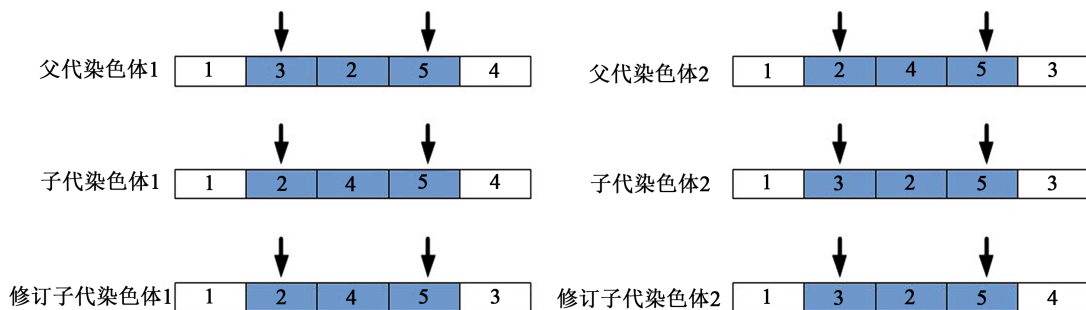 父代染色体1 1 3 2 5 4
父代染色体2 1 2 4 5 3
子代染色体1 1 2 4 5 4
子代染色体2 1 3 2 5 3
修订子代染色体1 1 2 4 5 3
修订子代染色体2 1 3 2 5 4